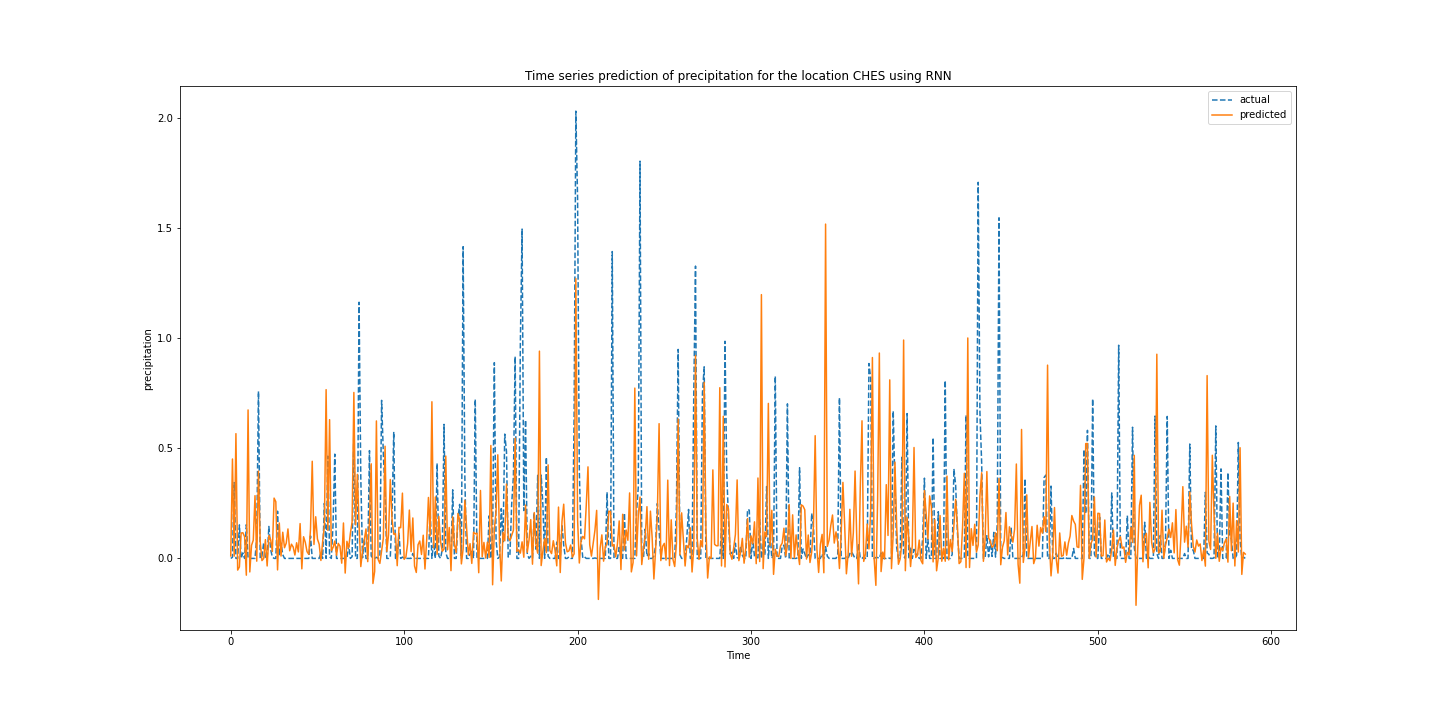 Time series prediction of precipitation for the location CHES using RNN
actual
predicted
2.0
1.5
1.0
0.5
0.0
precipitation
0
100
200
300
400
500
600
Time